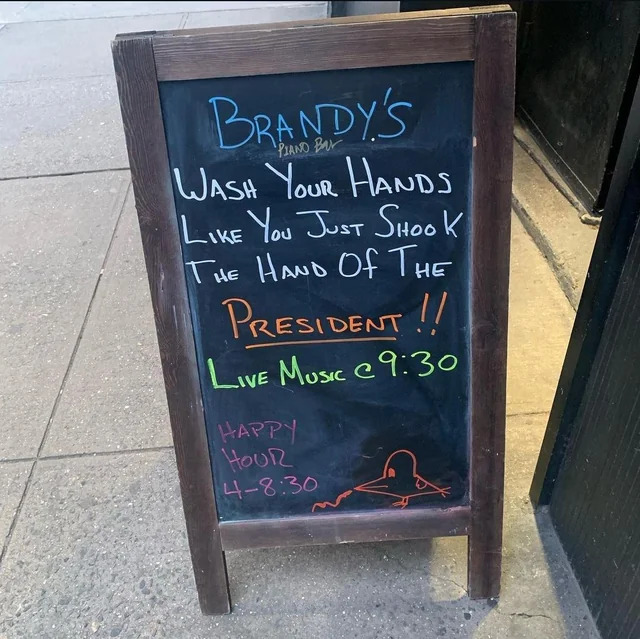 BRANDY'S
PIANO BAR
WASH YOUR HANDS
LIKE YOU JUST SHOOK
THE HAND OF THE
PRESIDENT!!
LIVE MUSIC @ 9:30
HAPPY
HOUR
4-8:30